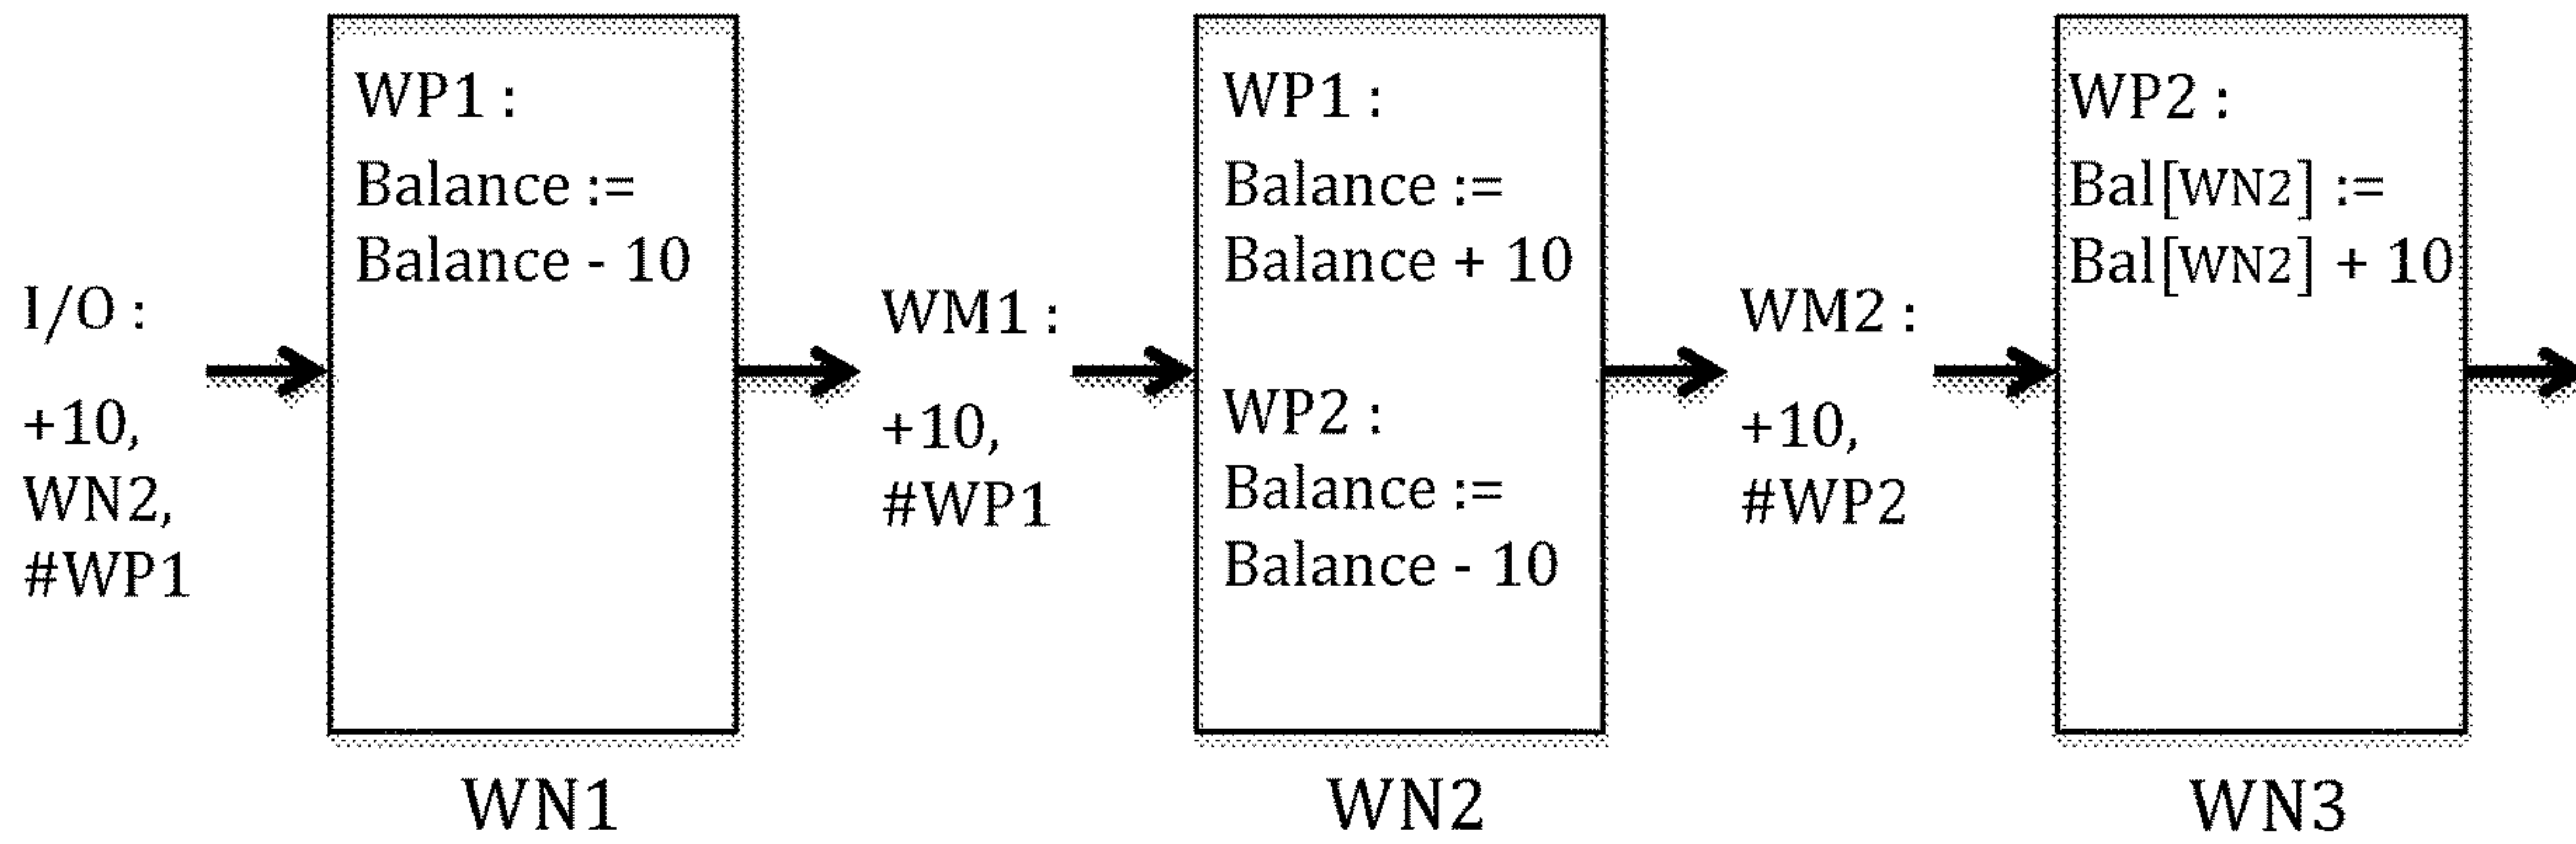 I/O :
+10,
WN2,
#WP1
WP1 :
Balance :=
Balance - 10
WN1
WM1 :
+10,
#WP1
WP1 :
Balance :=
Balance + 10
WP2 :
Balance :=
Balance - 10
WN2
WM2 :
+10,
#WP2
WP2 :
Bal[WN2] :=
Bal[WN2] + 10
WN3